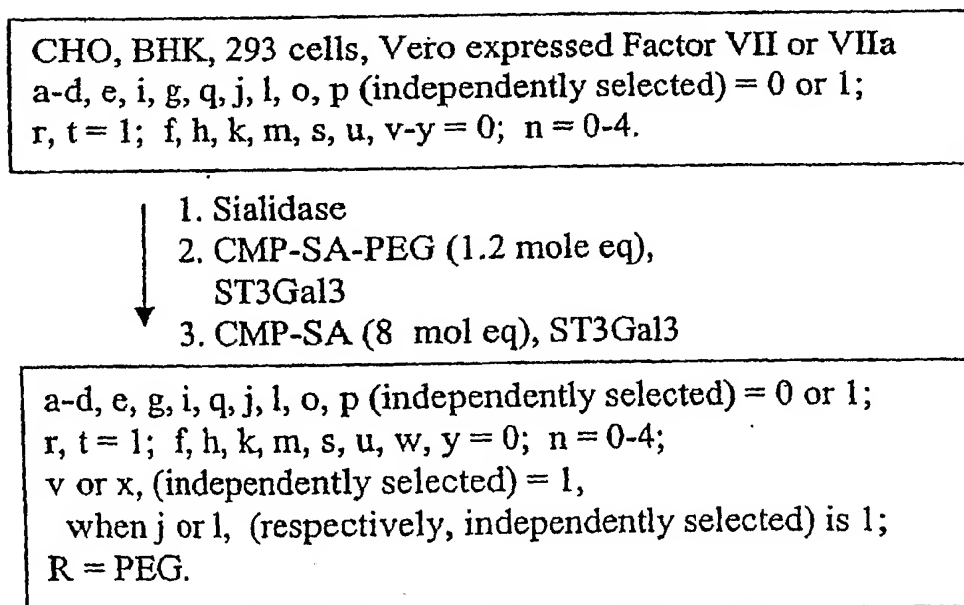 CHO, BHK, 293 cells, Vero expressed Factor VII or VIIa
a-d, e, i, g, q, j, l, o, p (independently selected) = 0 or 1;
r, t = 1; f, h, k, m, s, u, v-y = 0; n = 0-4.
1. Sialidase
2. CMP-SA-PEG (1.2 mole eq),
ST3Gal3
3. CMP-SA (8 mol eq), ST3Gal3
a-d, e, g, i, q, j, l, o, p (independently selected) = 0 or 1;
r, t = 1; f, h, k, m, s, u, w, y = 0; n = 0-4;
v or x, (independently selected) = 1,
when j or l, (respectively, independently selected) is 1;
R = PEG.